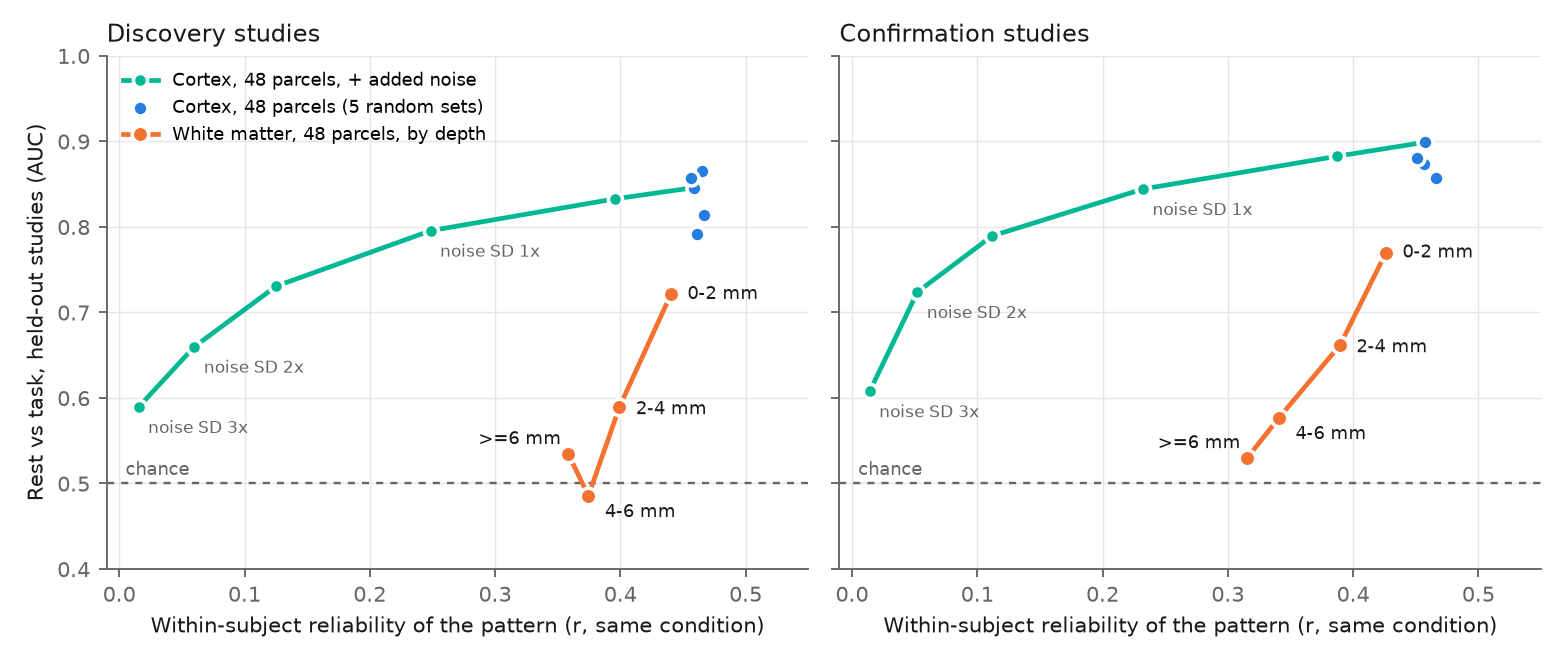 Discovery studies
Confirmation studies
Rest vs task, held-out studies (AUC)
1.0
0.9
0.8
0.7
0.6
0.5
0.4
Cortex, 48 parcels, + added noise
Cortex, 48 parcels (5 random sets)
White matter, 48 parcels, by depth
noise SD 1x
noise SD 2x
noise SD 3x
0-2 mm
2-4 mm
>=6 mm
4-6 mm
chance
0.0 0.1 0.2 0.3 0.4 0.5
Within-subject reliability of the pattern (r, same condition)
noise SD 1x
noise SD 2x
noise SD 3x
0-2 mm
2-4 mm
4-6 mm
>=6 mm
chance
0.0 0.1 0.2 0.3 0.4 0.5
Within-subject reliability of the pattern (r, same condition)